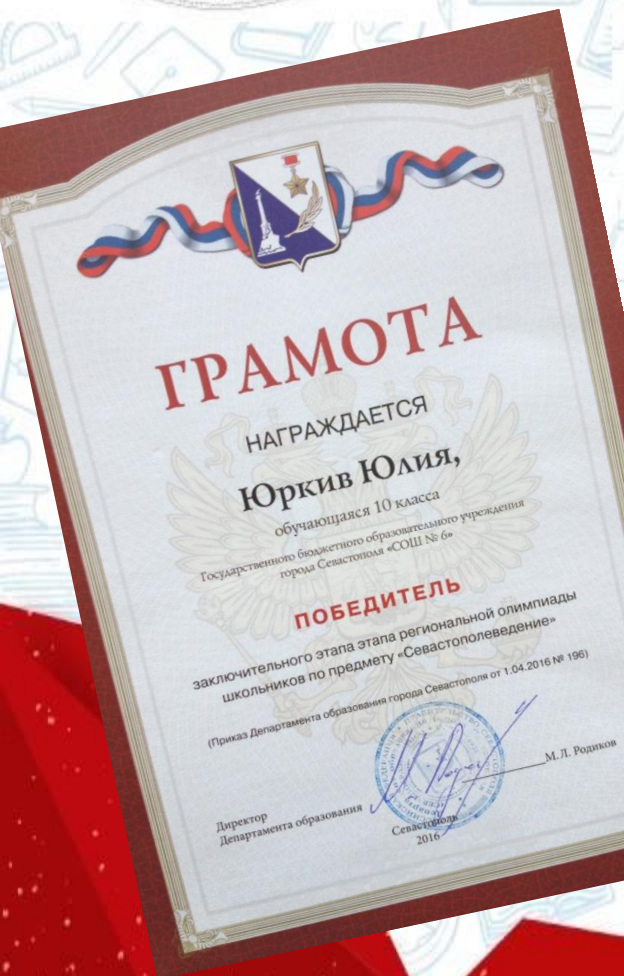 ГРАМОТА
НАГРАЖДАЕТСЯ
Юркив Юлия,
обучающаяся 10 класса
Государственного бюджетного образовательного учреждения
города Севастополя «СОШ № 6»
ПОБЕДИТЕЛЬ
заключительного этапа этапа региональной олимпиады
школьников по предмету «Севастополеведение»
(Приказ Департамента образования города Севастополя от 1.04.2016 № 196)
Директор
Департамента образования
М.Л. Родиков
Севастополь
2016